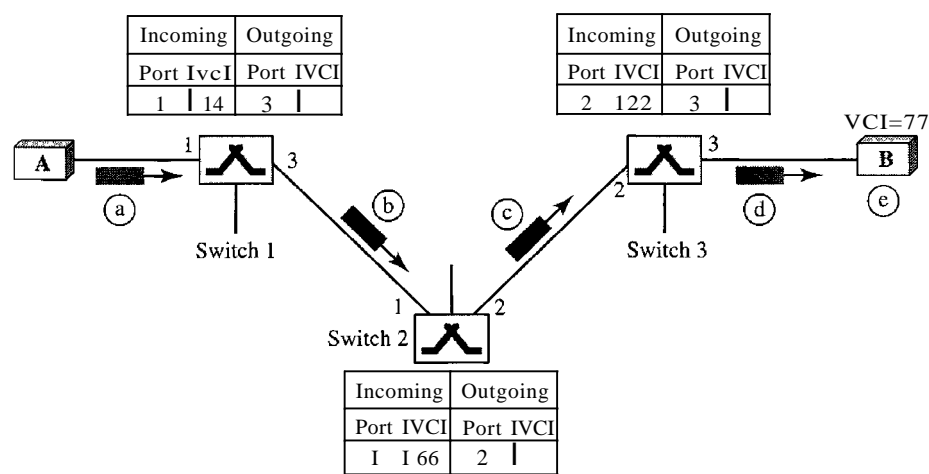 Incoming Outgoing
Port IvcI Port IVCI
1 | 14 3 |
Incoming Outgoing
Port IVCI Port IVCI
2 122 3 |
VCI=77
A
1
3
a
Switch 1
b
c
2
3
Switch 3
d
B
e
1
2
Switch 2
Incoming Outgoing
Port IVCI Port IVCI
I I 66 2 |